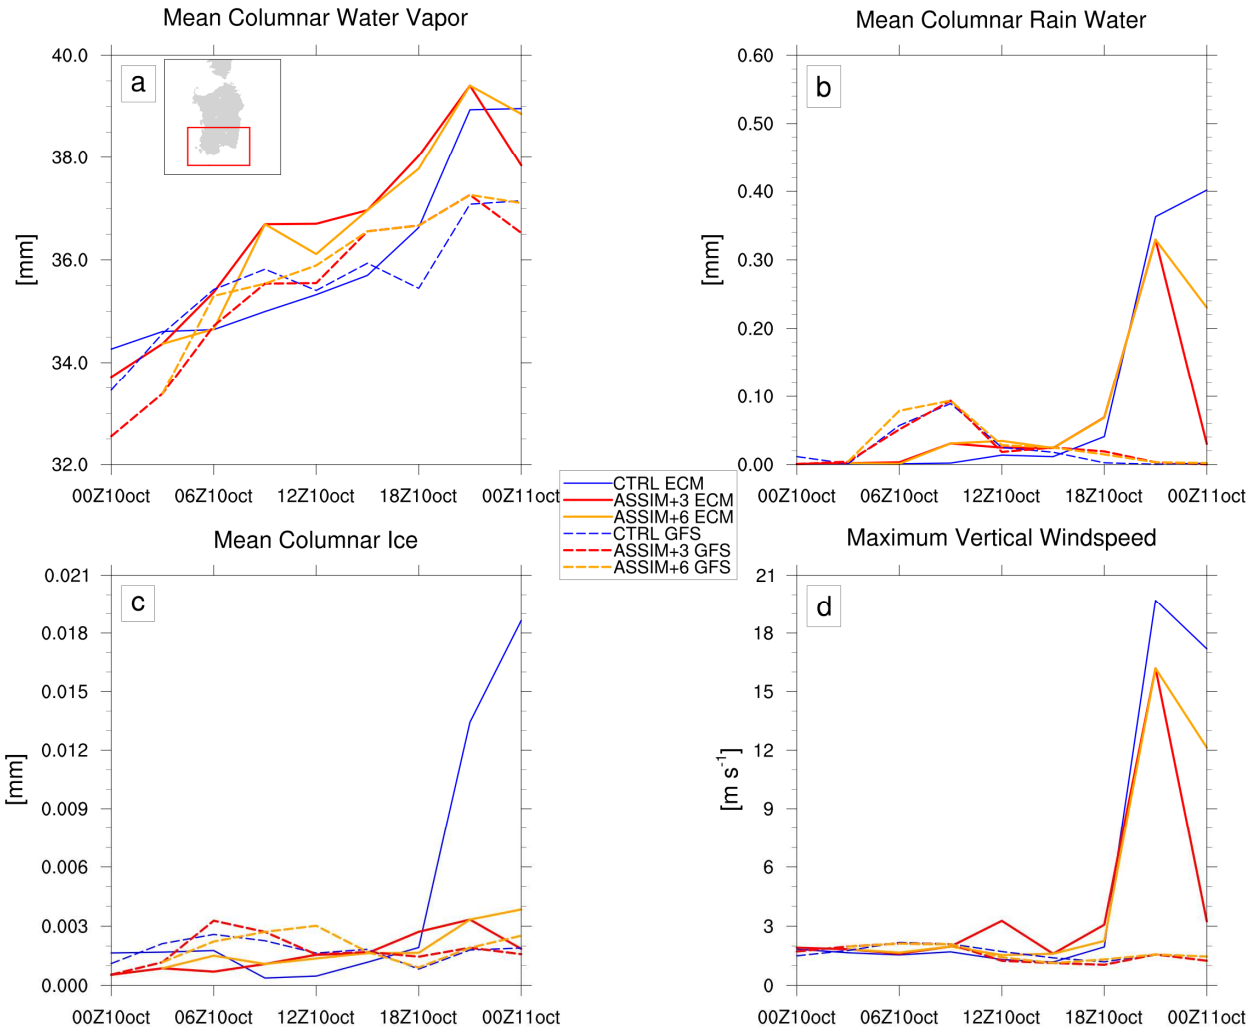 Mean Columnar Water Vapor
a
[mm]
40.0
38.0
36.0
34.0
32.0
00Z10oct 06Z10oct 12Z10oct 18Z10oct 00Z11oct
Mean Columnar Rain Water
b
[mm]
0.60
0.50
0.40
0.30
0.20
0.10
0.00
00Z10oct 06Z10oct 12Z10oct 18Z10oct 00Z11oct
CTRL ECM
ASSIM+3 ECM
ASSIM+6 ECM
CTRL GFS
ASSIM+3 GFS
ASSIM+6 GFS
Mean Columnar Ice
c
[mm]
0.021
0.018
0.015
0.012
0.009
0.006
0.003
0.000
00Z10oct 06Z10oct 12Z10oct 18Z10oct 00Z11oct
Maximum Vertical Windspeed
d
[m s⁻¹]
21
18
15
12
9
6
3
0
00Z10oct 06Z10oct 12Z10oct 18Z10oct 00Z11oct